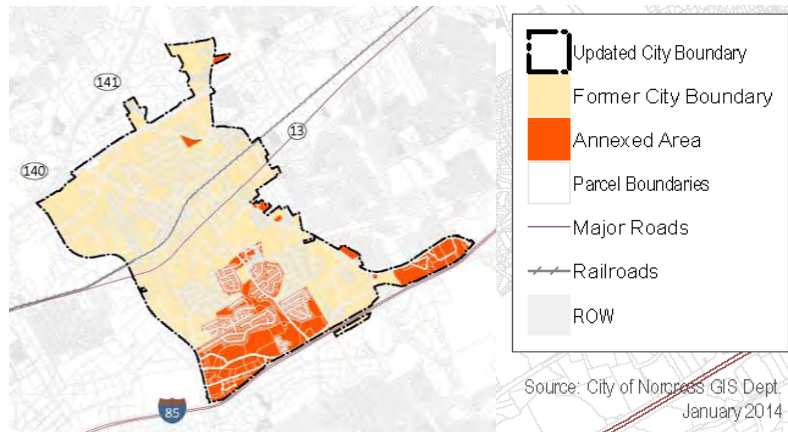 141
13
140
85
Updated City Boundary
Former City Boundary
Annexed Area
Parcel Boundaries
Major Roads
Railroads
ROW
Source: City of Norcross GIS Dept.
January 2014